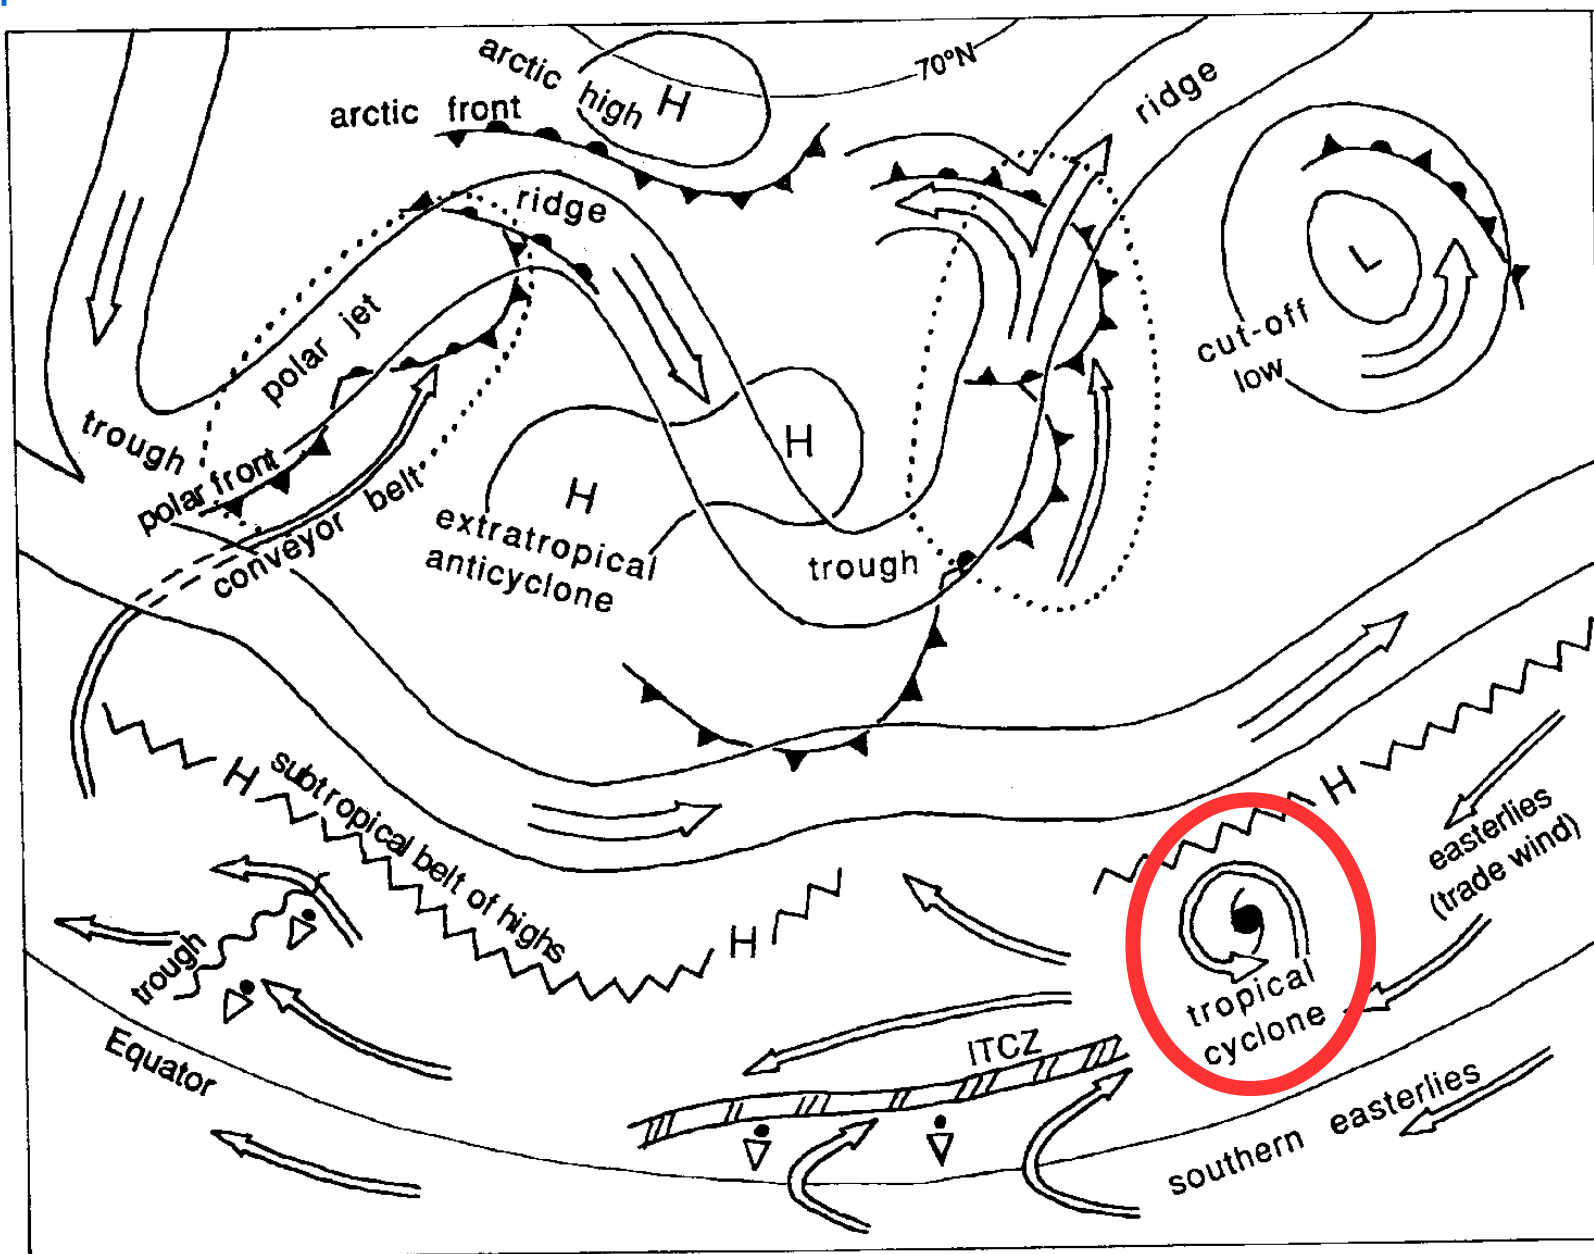 70°N
arctic high
H
arctic front
ridge
ridge
polar jet
L
cut-off
low
trough
polar front
conveyor belt
H
H
extratropical
anticyclone
trough
H
subtropical belt of highs
H
H
easterlies
(trade wind)
trough
tropical
cyclone
ITCZ
Equator
southern easterlies